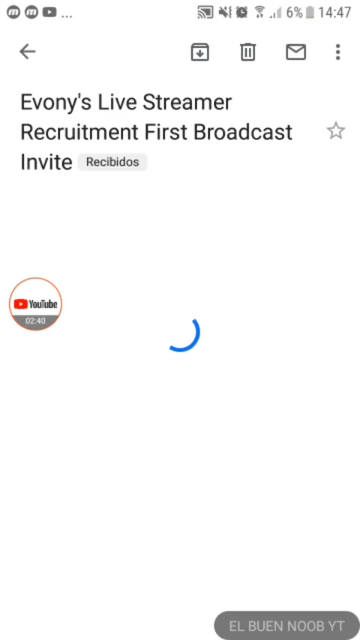 6% 14:47
Evony's Live Streamer
Recruitment First Broadcast
Invite Recibidos
YouTube
02:40
EL BUEN NOOB YT